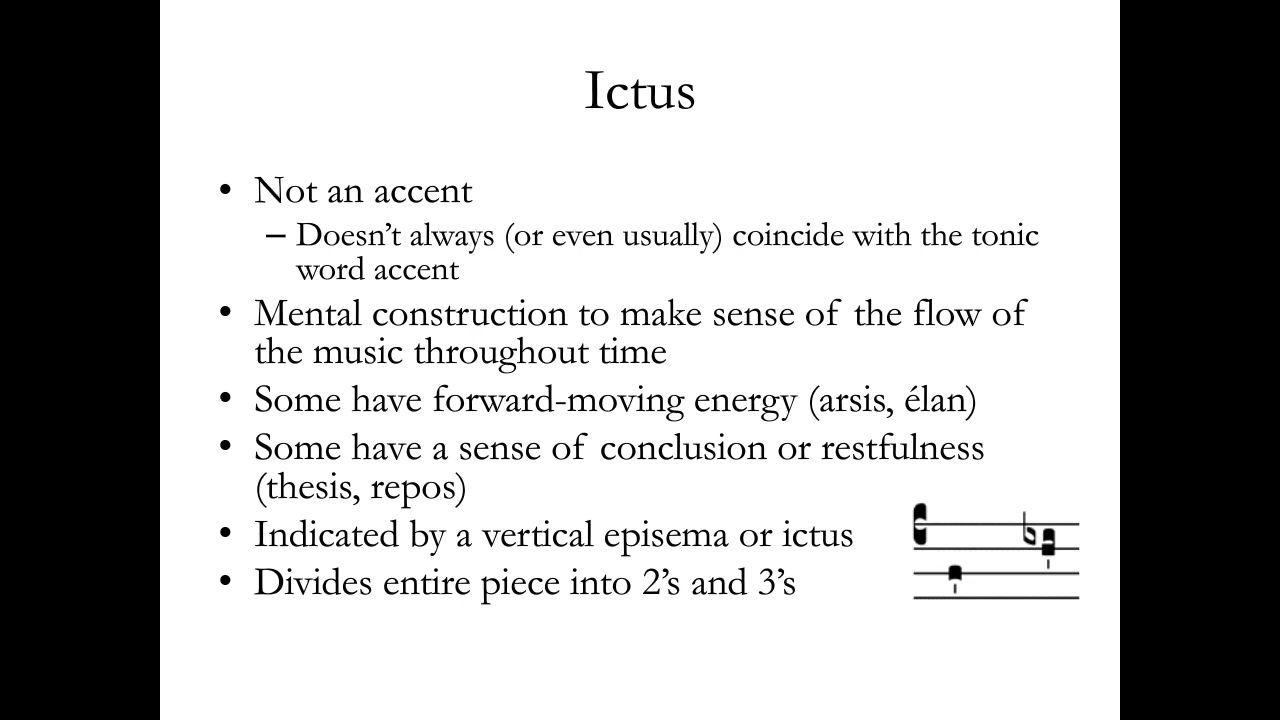 Ictus
• Not an accent
– Doesn’t always (or even usually) coincide with the tonic
word accent
• Mental construction to make sense of the flow of
the music throughout time
• Some have forward-moving energy (arsis, élan)
• Some have a sense of conclusion or restfulness
(thesis, repos)
• Indicated by a vertical episema or ictus
• Divides entire piece into 2’s and 3’s